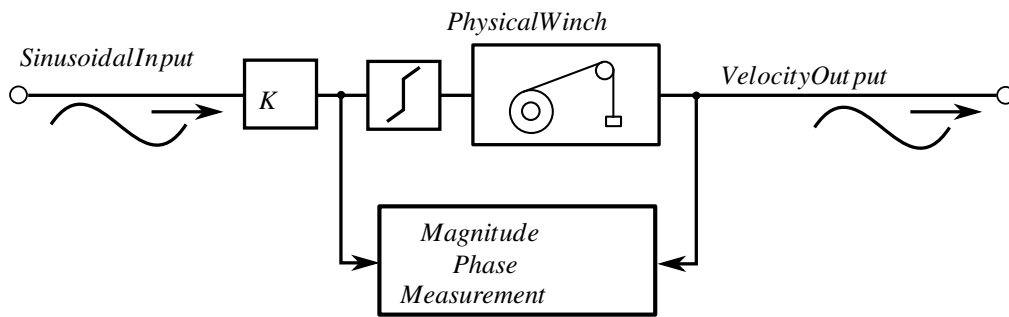 PhysicalWinch
SinusoidalInput
K
VelocityOutput
Magnitude
Phase
Measurement